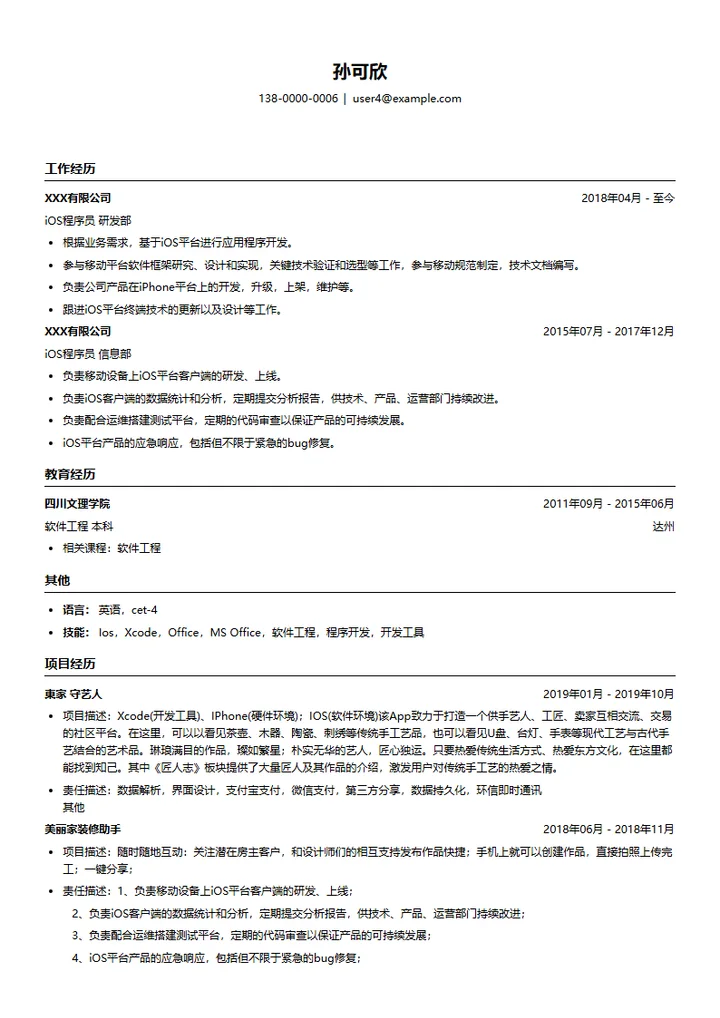 孙可欣
138-0000-0006 | user4@example.com
工作经历
XXX有限公司 2018年04月 - 至今
iOS程序员 研发部
• 根据业务需求，基于iOS平台进行应用程序开发。
• 参与移动平台软件框架研究、设计和实现，关键技术验证和选型等工作，参与移动规范制定，技术文档编写。
• 负责公司产品在iPhone平台上的开发，升级，上架，维护等。
• 跟进iOS平台终端技术的更新以及设计等工作。
XXX有限公司 2015年07月 - 2017年12月
iOS程序员 信息部
• 负责移动设备上iOS平台客户端的研发、上线。
• 负责iOS客户端的数据统计和分析，定期提交分析报告，供技术、产品、运营部门持续改进。
• 负责配合运维搭建测试平台，定期的代码审查以保证产品的可持续发展。
• iOS平台产品的应急响应，包括但不限于紧急的bug修复。
教育经历
四川文理学院 2011年09月 - 2015年06月
软件工程 本科 达州
• 相关课程：软件工程
其他
• 语言： 英语，cet-4
• 技能： Ios，Xcode，Office，MS Office，软件工程，程序开发，开发工具
项目经历
東家 守艺人 2019年01月 - 2019年10月
• 项目描述：Xcode(开发工具)、IPhone(硬件环境)；IOS(软件环境)该App致力于打造一个供手艺人、工匠、卖家互相交流、交易
的社区平台。在这里，可以以看见茶壶、木器、陶瓷、刺绣等传统手工艺品，也可以看见U盘、台灯、手表等现代工艺与古代手
艺结合的艺术品。琳琅满目的作品，璨如繁星；朴实无华的艺人，匠心独运。只要热爱传统生活方式、热爱东方文化，在这里都
能找到知己。其中《匠人志》板块提供了大量匠人及其作品的介绍，激发用户对传统手工艺的热爱之情。
• 责任描述：数据解析，界面设计，支付宝支付，微信支付，第三方分享，数据持久化，环信即时通讯
其他
美丽家装修助手 2018年06月 - 2018年11月
• 项目描述：随时随地互动：关注潜在房主客户，和设计师们的相互支持发布作品快捷；手机上就可以创建作品，直接拍照上传完
工；一键分享；
• 责任描述：1、负责移动设备上iOS平台客户端的研发、上线；
2、负责iOS客户端的数据统计和分析，定期提交分析报告，供技术、产品、运营部门持续改进；
3、负责配合运维搭建测试平台，定期的代码审查以保证产品的可持续发展；
4、iOS平台产品的应急响应，包括但不限于紧急的bug修复；